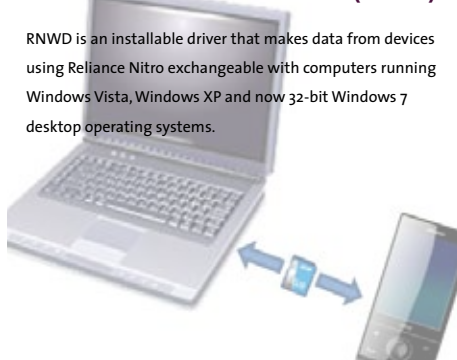 RNWD is an installable driver that makes data from devices
using Reliance Nitro exchangeable with computers running
Windows Vista, Windows XP and now 32-bit Windows 7
desktop operating systems.